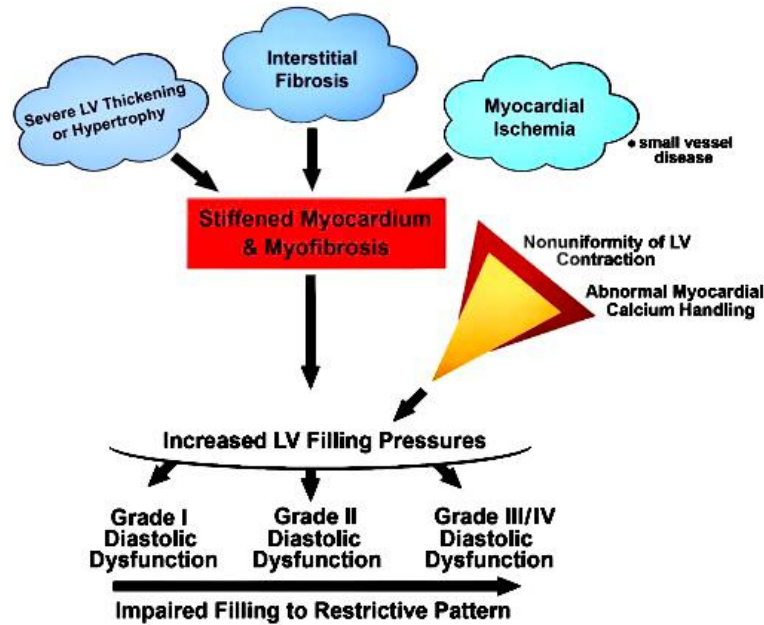 Severe LV Thickening
or Hypertrophy
Interstitial
Fibrosis
Myocardial
Ischemia
• small vessel
disease
Stiffened Myocardium
& Myofibrosis
Nonuniformity of LV
Contraction
Abnormal Myocardial
Calcium Handling
Increased LV Filling Pressures
Grade I
Diastolic
Dysfunction
Grade II
Diastolic
Dysfunction
Grade III/IV
Diastolic
Dysfunction
Impaired Filling to Restrictive Pattern